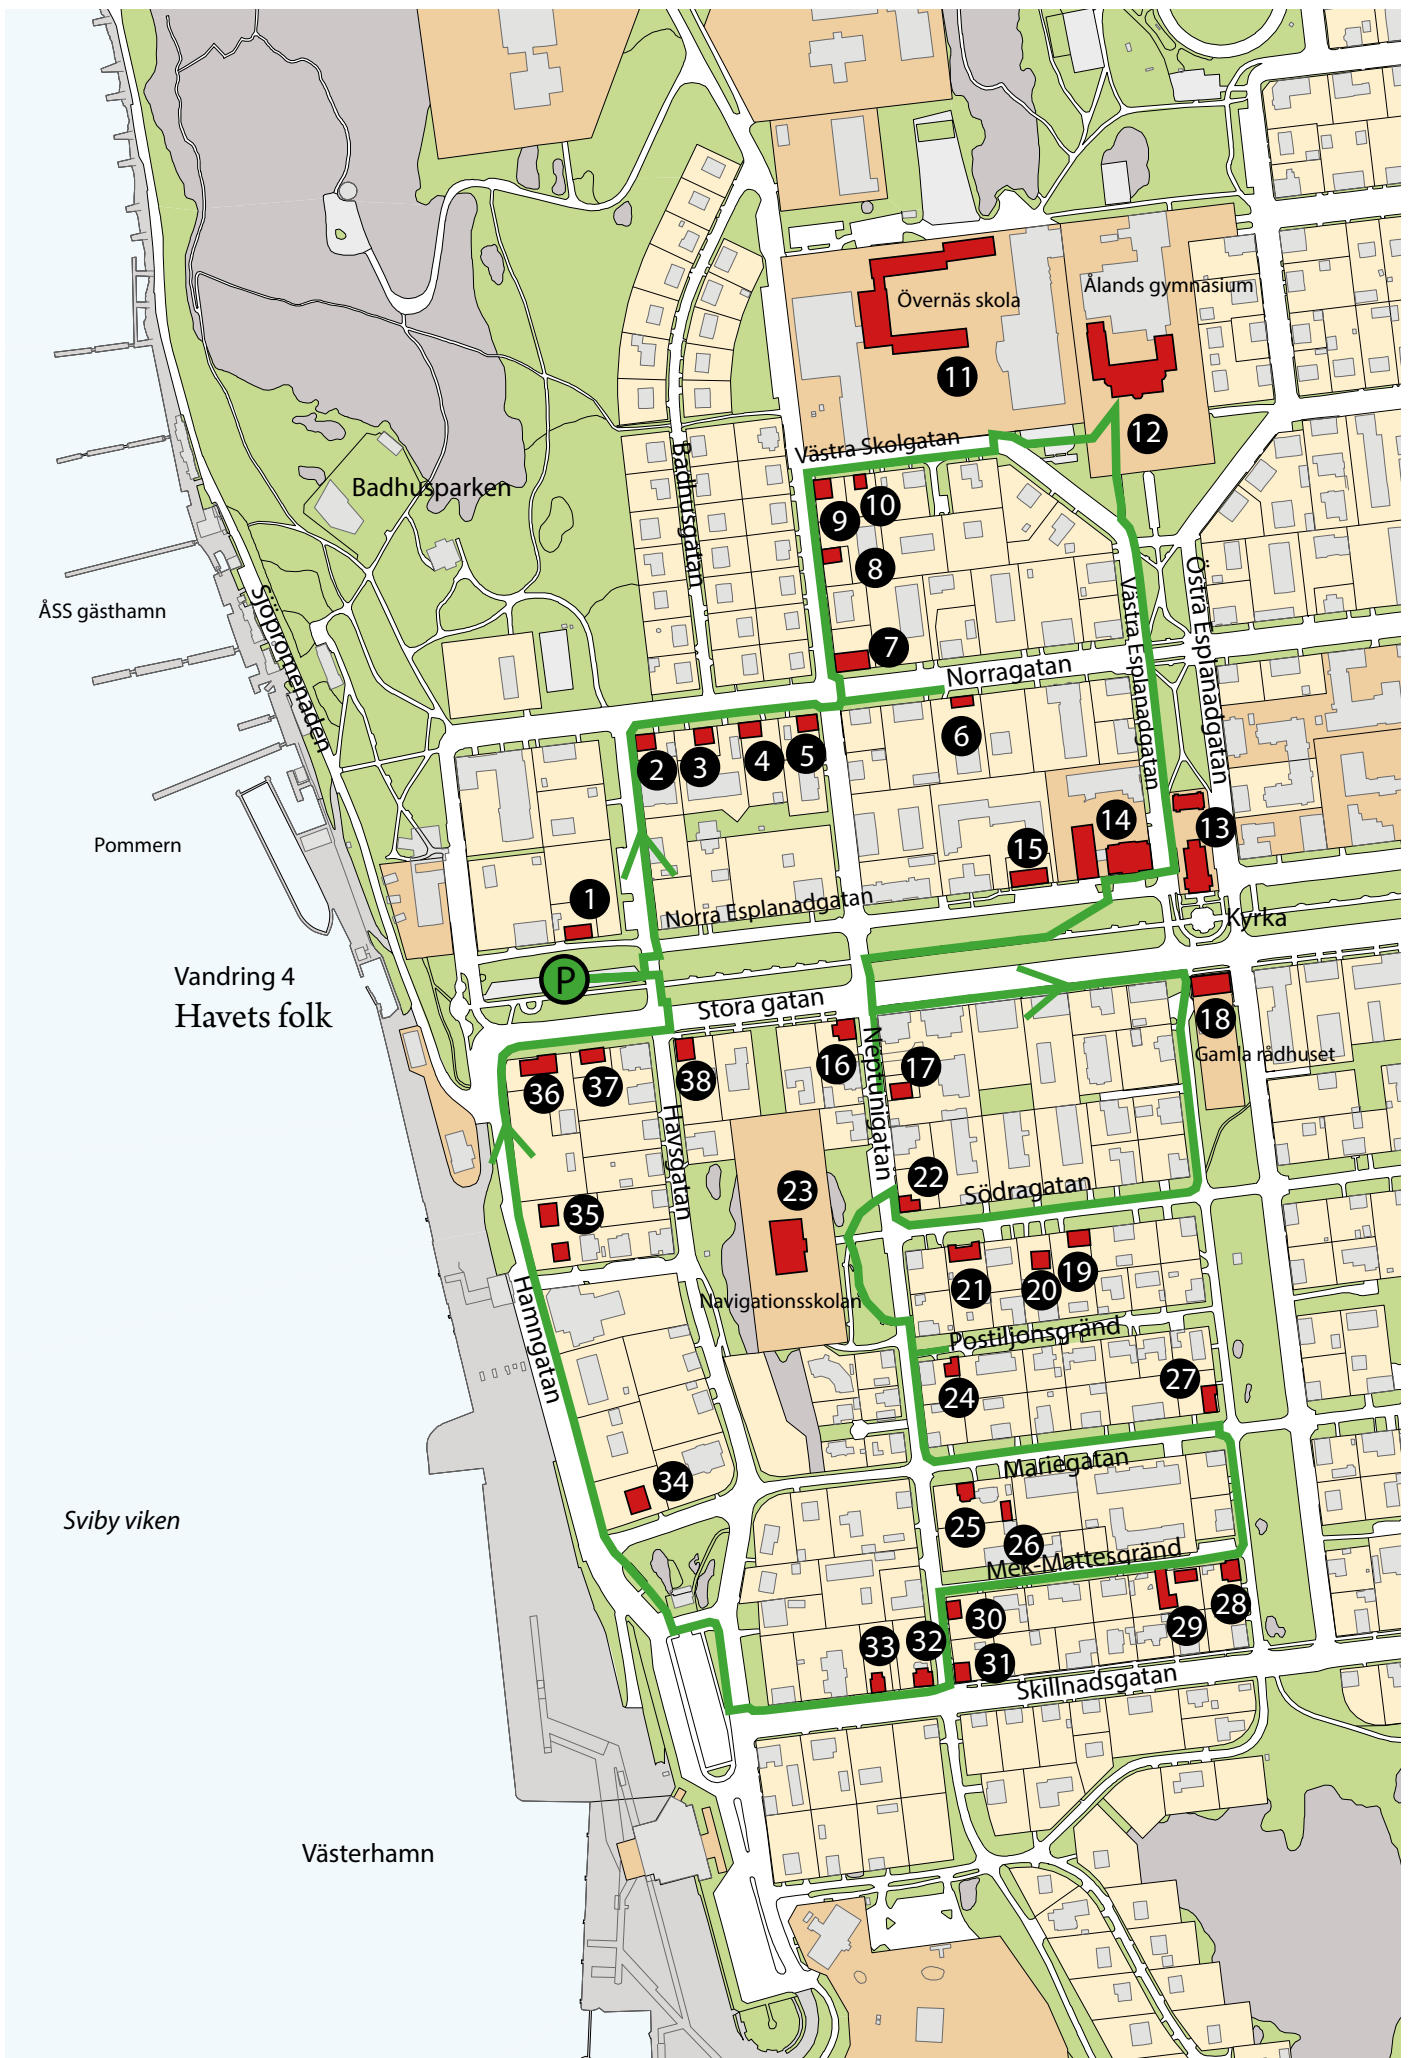 Övernäs skola
Ålands gymnasium
11
12
Västra Skolgatan
Badhusgatan
Badhusparken
9
10
8
7
Sjöpromenaden
ÅSS gästhamn
Västra Esplanadgatan
Östra Esplanadgatan
Norragatan
6
2
3
4
5
Pommern
1
15
14
13
Norra Esplanadgatan
Kyrka
P
Vandring 4
Havets folk
Stora gatan
18
Gamla rådhuset
36
37
38
16
17
Neptunigatan
Havsgatan
22
Södragatan
23
35
21
20
19
Navigationsskolan
Hamngatan
Postiljonsgränd
24
27
Mariegatan
34
25
26
Sviby viken
Mek-Mattesgränd
30
29
28
33
32
31
Skillnadsgatan
Västerhamn